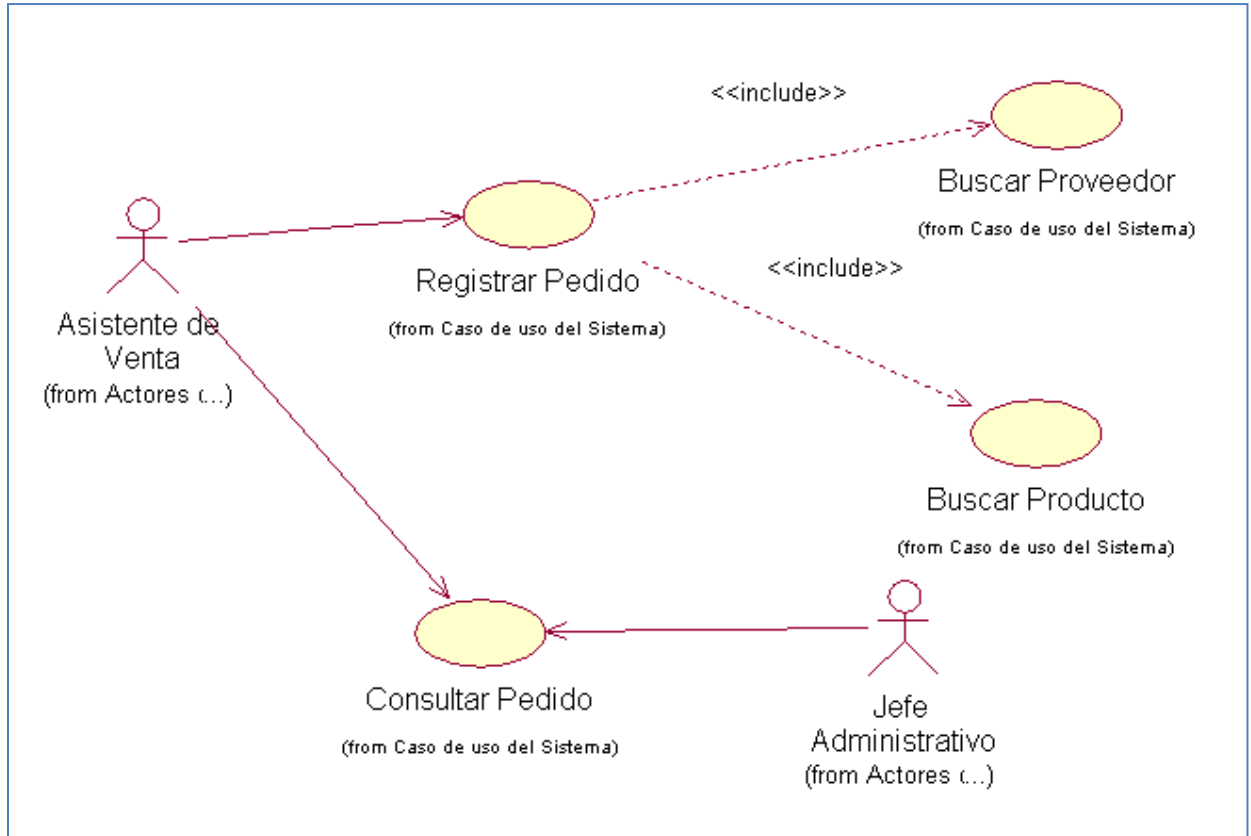 <<include>>
Buscar Proveedor
(from Caso de uso del Sistema)
Registrar Pedido
(from Caso de uso del Sistema)
<<include>>
Asistente de
Venta
(from Actores (...)
Buscar Producto
(from Caso de uso del Sistema)
Consultar Pedido
(from Caso de uso del Sistema)
Jefe
Administrativo
(from Actores (...)